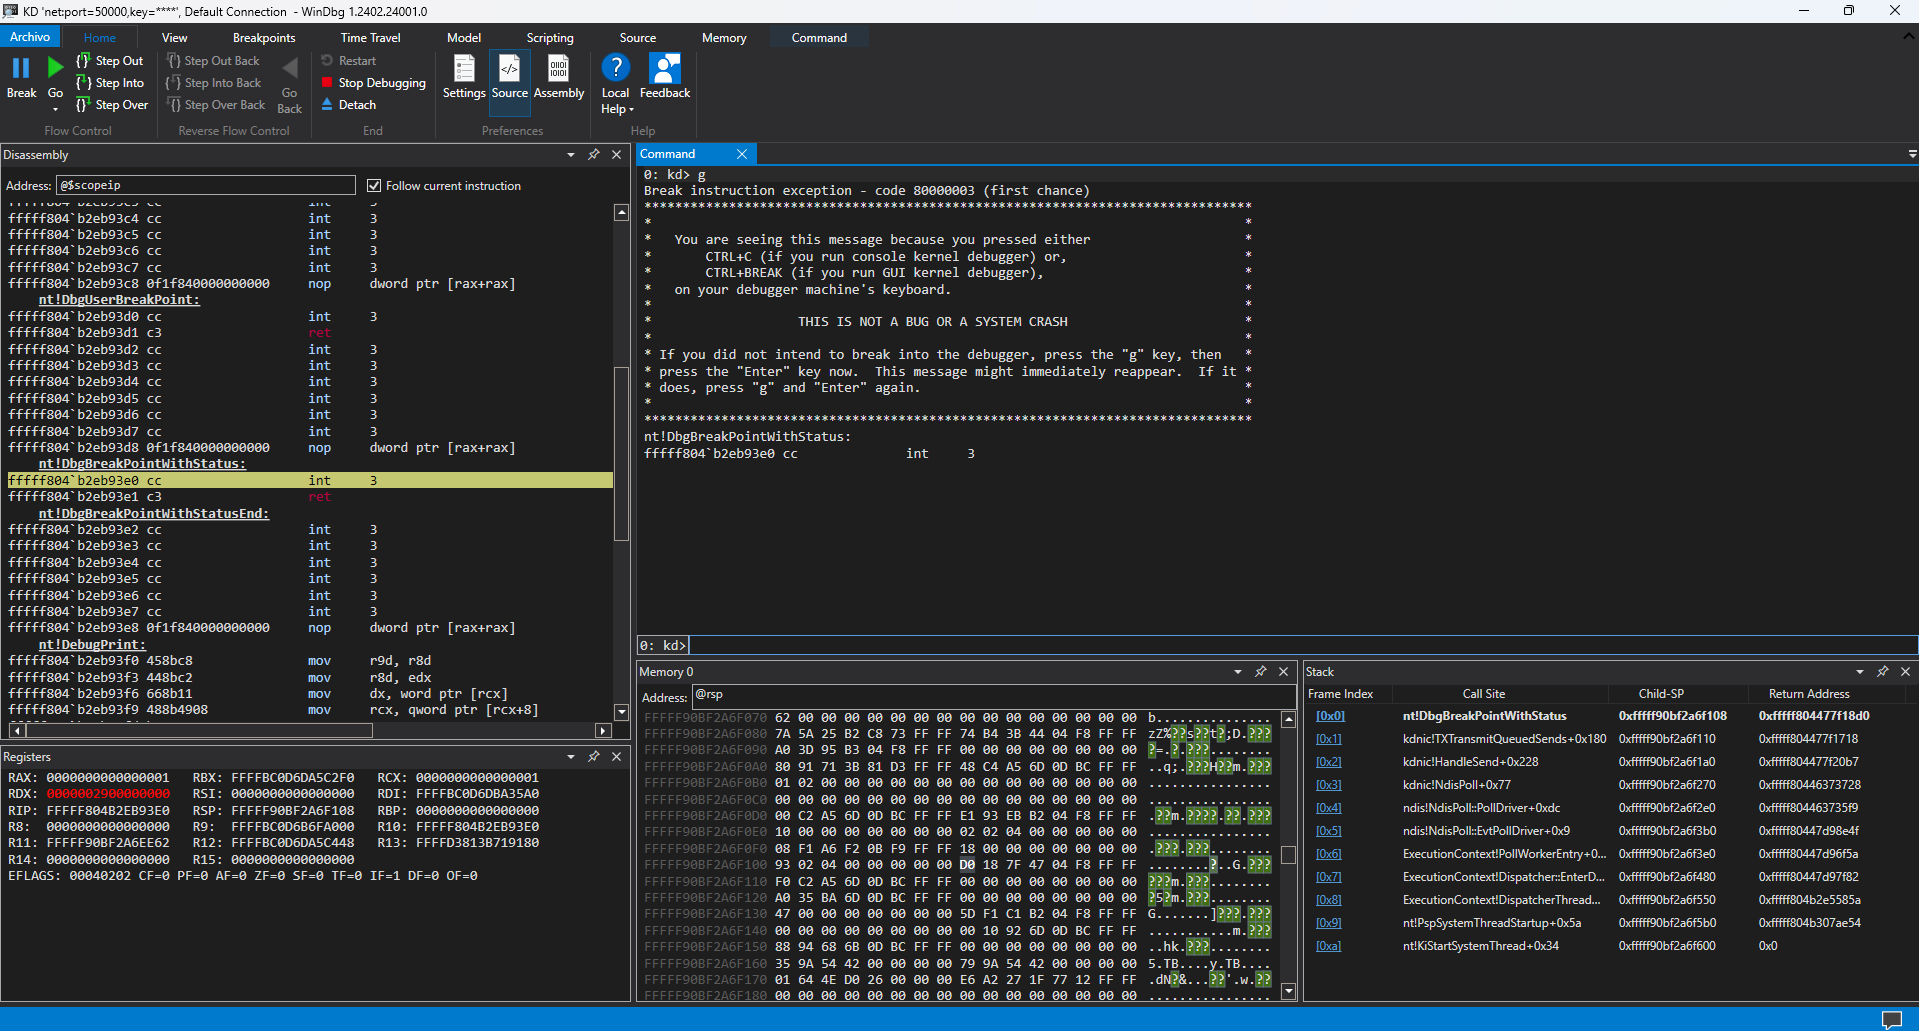 KD 'net:port=50000,key=****', Default Connection - WinDbg 1.2402.24001.0
Archivo Home View Breakpoints Time Travel Model Scripting Source Memory Command
Break
Go
Step Out
Step Into
Step Over
Flow Control
Step Out Back
Step Into Back
Step Over Back
Go Back
Reverse Flow Control
Restart
Stop Debugging
Detach
End
Settings Source Assembly
Preferences
Local Help
Feedback
Help
Disassembly
Address: @$scopeip Follow current instruction
fffff804`b2eb93c4 cc int 3
fffff804`b2eb93c5 cc int 3
fffff804`b2eb93c6 cc int 3
fffff804`b2eb93c7 cc int 3
fffff804`b2eb93c8 0f1f840000000000 nop dword ptr [rax+rax]
nt!DbgUserBreakPoint:
fffff804`b2eb93d0 cc int 3
fffff804`b2eb93d1 c3 ret
fffff804`b2eb93d2 cc int 3
fffff804`b2eb93d3 cc int 3
fffff804`b2eb93d4 cc int 3
fffff804`b2eb93d5 cc int 3
fffff804`b2eb93d6 cc int 3
fffff804`b2eb93d7 cc int 3
fffff804`b2eb93d8 0f1f840000000000 nop dword ptr [rax+rax]
nt!DbgBreakPointWithStatus:
fffff804`b2eb93e0 cc int 3
fffff804`b2eb93e1 c3 ret
nt!DbgBreakPointWithStatusEnd:
fffff804`b2eb93e2 cc int 3
fffff804`b2eb93e3 cc int 3
fffff804`b2eb93e4 cc int 3
fffff804`b2eb93e5 cc int 3
fffff804`b2eb93e6 cc int 3
fffff804`b2eb93e7 cc int 3
fffff804`b2eb93e8 0f1f840000000000 nop dword ptr [rax+rax]
nt!DebugPrint:
fffff804`b2eb93f0 458bc8 mov r9d, r8d
fffff804`b2eb93f3 448bc2 mov r8d, edx
fffff804`b2eb93f6 668b11 mov dx, word ptr [rcx]
fffff804`b2eb93f9 488b4908 mov rcx, qword ptr [rcx+8]
Registers
RAX: 0000000000000001 RBX: FFFFBC0D6DA5C2F0 RCX: 0000000000000001
RDX: 0000002900000000 RSI: 0000000000000000 RDI: FFFFBC0D6DBA35A0
RIP: FFFFF804B2EB93E0 RSP: FFFFF90BF2A6F108 RBP: 0000000000000000
R8: 0000000000000000 R9: FFFFBC0D6B6FA000 R10: FFFFF804B2EB93E0
R11: FFFFF90BF2A6EE62 R12: FFFFBC0D6DA5C448 R13: FFFFD3813B719180
R14: 0000000000000000 R15: 0000000000000000
EFLAGS: 00040202 CF=0 PF=0 AF=0 ZF=0 SF=0 TF=0 IF=1 DF=0 OF=0
Command
0: kd> g
Break instruction exception - code 80000003 (first chance)
*******************************************************************************
* *
* You are seeing this message because you pressed either *
* CTRL+C (if you run console kernel debugger) or, *
* CTRL+BREAK (if you run GUI kernel debugger), *
* on your debugger machine's keyboard. *
* *
* THIS IS NOT A BUG OR A SYSTEM CRASH *
* *
* If you did not intend to break into the debugger, press the "g" key, then *
* press the "Enter" key now. This message might immediately reappear. If it *
* does, press "g" and "Enter" again. *
* *
*******************************************************************************
nt!DbgBreakPointWithStatus:
fffff804`b2eb93e0 cc int 3
0: kd>
Memory 0
Address: @rsp
FFFFF90BF2A6F070 62 00 00 00 00 00 00 00 00 00 00 00 00 00 00 00 b...............
FFFFF90BF2A6F080 7A 5A 25 B2 C8 73 FF FF 74 B4 3B 44 04 F8 FF FF zZ%??s??t?;D.???
FFFFF90BF2A6F090 A0 3D 95 B3 04 F8 FF FF 00 00 00 00 00 00 00 00 ?=.?.???........
FFFFF90BF2A6F0A0 80 91 71 3B 81 D3 FF FF 48 C4 A5 6D 0D BC FF FF ..q;.???H??m.???
FFFFF90BF2A6F0B0 01 02 00 00 00 00 00 00 00 00 00 00 00 00 00 00 ................
FFFFF90BF2A6F0C0 00 00 00 00 00 00 00 00 00 00 00 00 00 00 00 00 ................
FFFFF90BF2A6F0D0 00 C2 A5 6D 0D BC FF FF E1 93 EB B2 04 F8 FF FF .??m.????.??.???
FFFFF90BF2A6F0E0 10 00 00 00 00 00 00 00 02 02 04 00 00 00 00 00 ................
FFFFF90BF2A6F0F0 08 F1 A6 F2 0B F9 FF FF 18 00 00 00 00 00 00 00 .???.???........
FFFFF90BF2A6F100 93 02 04 00 00 00 00 00 D0 18 7F 47 04 F8 FF FF ........?..G.???
FFFFF90BF2A6F110 F0 C2 A5 6D 0D BC FF FF 00 00 00 00 00 00 00 00 ???m.???........
FFFFF90BF2A6F120 A0 35 BA 6D 0D BC FF FF 00 00 00 00 00 00 00 00 ?5?m.???........
FFFFF90BF2A6F130 47 00 00 00 00 00 00 00 5D F1 C1 B2 04 F8 FF FF G.......]???.???
FFFFF90BF2A6F140 00 00 00 00 00 00 00 00 00 10 92 6D 0D BC FF FF ...........m.???
FFFFF90BF2A6F150 88 94 68 6B 0D BC FF FF 00 00 00 00 00 00 00 00 ..hk.???........
FFFFF90BF2A6F160 35 9A 54 42 00 00 00 00 79 9A 54 42 00 00 00 00 5.TB....y.TB....
FFFFF90BF2A6F170 01 64 4E D0 26 00 00 00 E6 A2 27 1F 77 12 FF FF .dN?&...??'.w.??
FFFFF90BF2A6F180 00 00 00 00 00 00 00 00 00 00 00 00 00 00 00 00 ................
Stack
Frame Index Call Site Child-SP Return Address
[0x0] nt!DbgBreakPointWithStatus 0xfffff90bf2a6f108 0xfffff804477f18d0
[0x1] kdnic!TXTransmitQueuedSends+0x180 0xfffff90bf2a6f110 0xfffff804477f1718
[0x2] kdnic!HandleSend+0x228 0xfffff90bf2a6f1a0 0xfffff804477f20b7
[0x3] kdnic!NdisPoll+0x77 0xfffff90bf2a6f270 0xfffff80446373728
[0x4] ndis!NdisPoll::PollDriver+0xdc 0xfffff90bf2a6f2e0 0xfffff804463735f9
[0x5] ndis!NdisPoll::EvtPollDriver+0x9 0xfffff90bf2a6f3b0 0xfffff80447d98e4f
[0x6] ExecutionContext!PollWorkerEntry+0... 0xfffff90bf2a6f3e0 0xfffff80447d96f5a
[0x7] ExecutionContext!Dispatcher::EnterD... 0xfffff90bf2a6f480 0xfffff80447d97f82
[0x8] ExecutionContext!DispatcherThread... 0xfffff90bf2a6f550 0xfffff804b2e5585a
[0x9] nt!PspSystemThreadStartup+0x5a 0xfffff90bf2a6f5b0 0xfffff804b307ae54
[0xa] nt!KiStartSystemThread+0x34 0xfffff90bf2a6f600 0x0